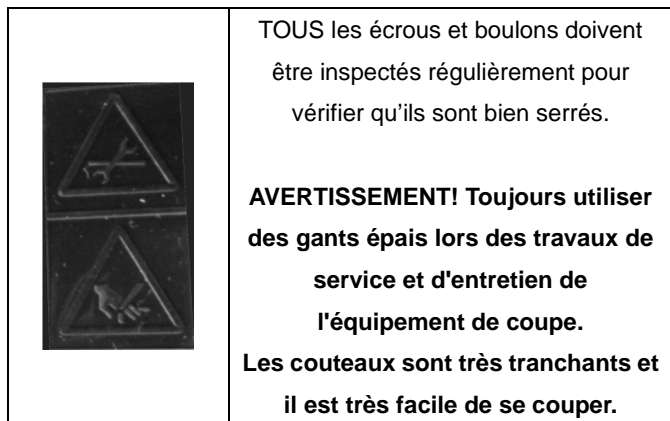 TOUS les écrous et boulons doivent
être inspectés régulièrement pour
vérifier qu’ils sont bien serrés.
AVERTISSEMENT! Toujours utiliser
des gants épais lors des travaux de
service et d'entretien de
l'équipement de coupe.
Les couteaux sont très tranchants et
il est très facile de se couper.